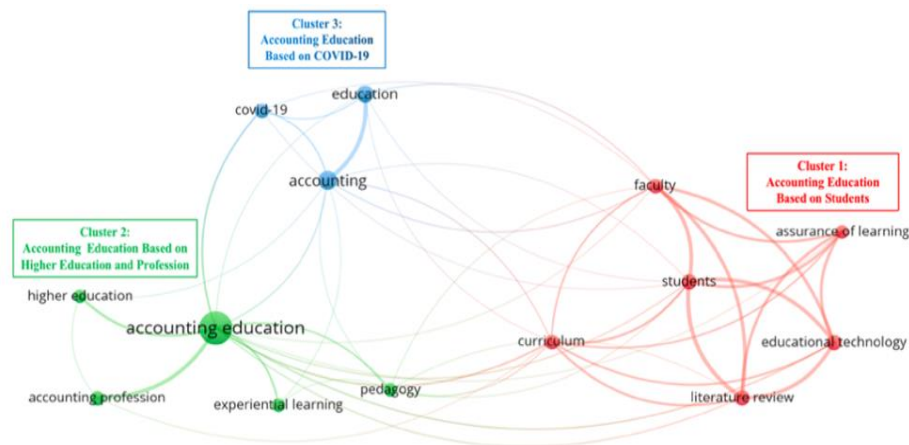 Cluster 3:
Accounting Education
Based on COVID-19
education
covid-19
accounting
Cluster 1:
Accounting Education
Based on Students
faculty
assurance of learning
Cluster 2:
Accounting Education Based on
Higher Education and Profession
students
higher education
accounting education
curriculum
educational technology
pedagogy
accounting profession
experiential learning
literature review